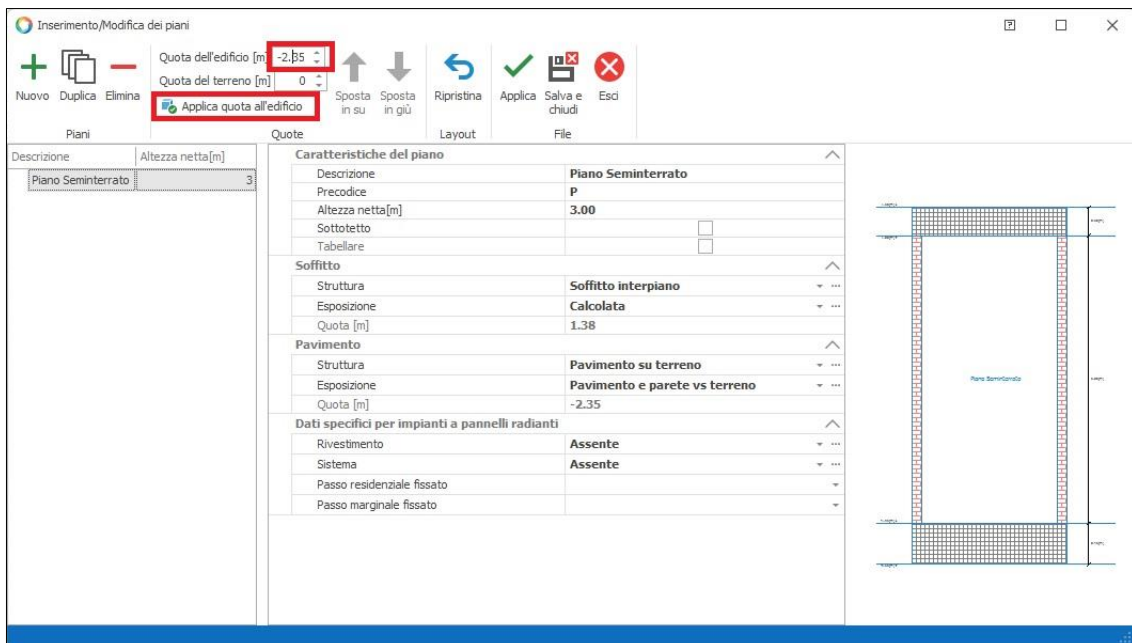 Inserimento/Modifica dei piani
Quota dell'edificio [m] -2.35
Quota del terreno [m] 0
Applica quota all'edificio
Nuovo Duplica Elimina
Sposta in su
Sposta in giù
Ripristina
Applica
Salva e chiudi
Esci
Piani Quote Layout File
Descrizione Altezza netta[m]
Piano Seminterrato 3
Caratteristiche del piano
Descrizione Piano Seminterrato
Precodice P
Altezza netta[m] 3.00
Sottotetto
Tabellare
Soffitto
Struttura Soffitto interpiano
Esposizione Calcolata
Quota [m] 1.38
Pavimento
Struttura Pavimento su terreno
Esposizione Pavimento e parete vs terreno
Quota [m] -2.35
Dati specifici per impianti a pannelli radianti
Rivestimento Assente
Sistema Assente
Passo residenziale fissato
Passo marginale fissato
Piano Seminterrato